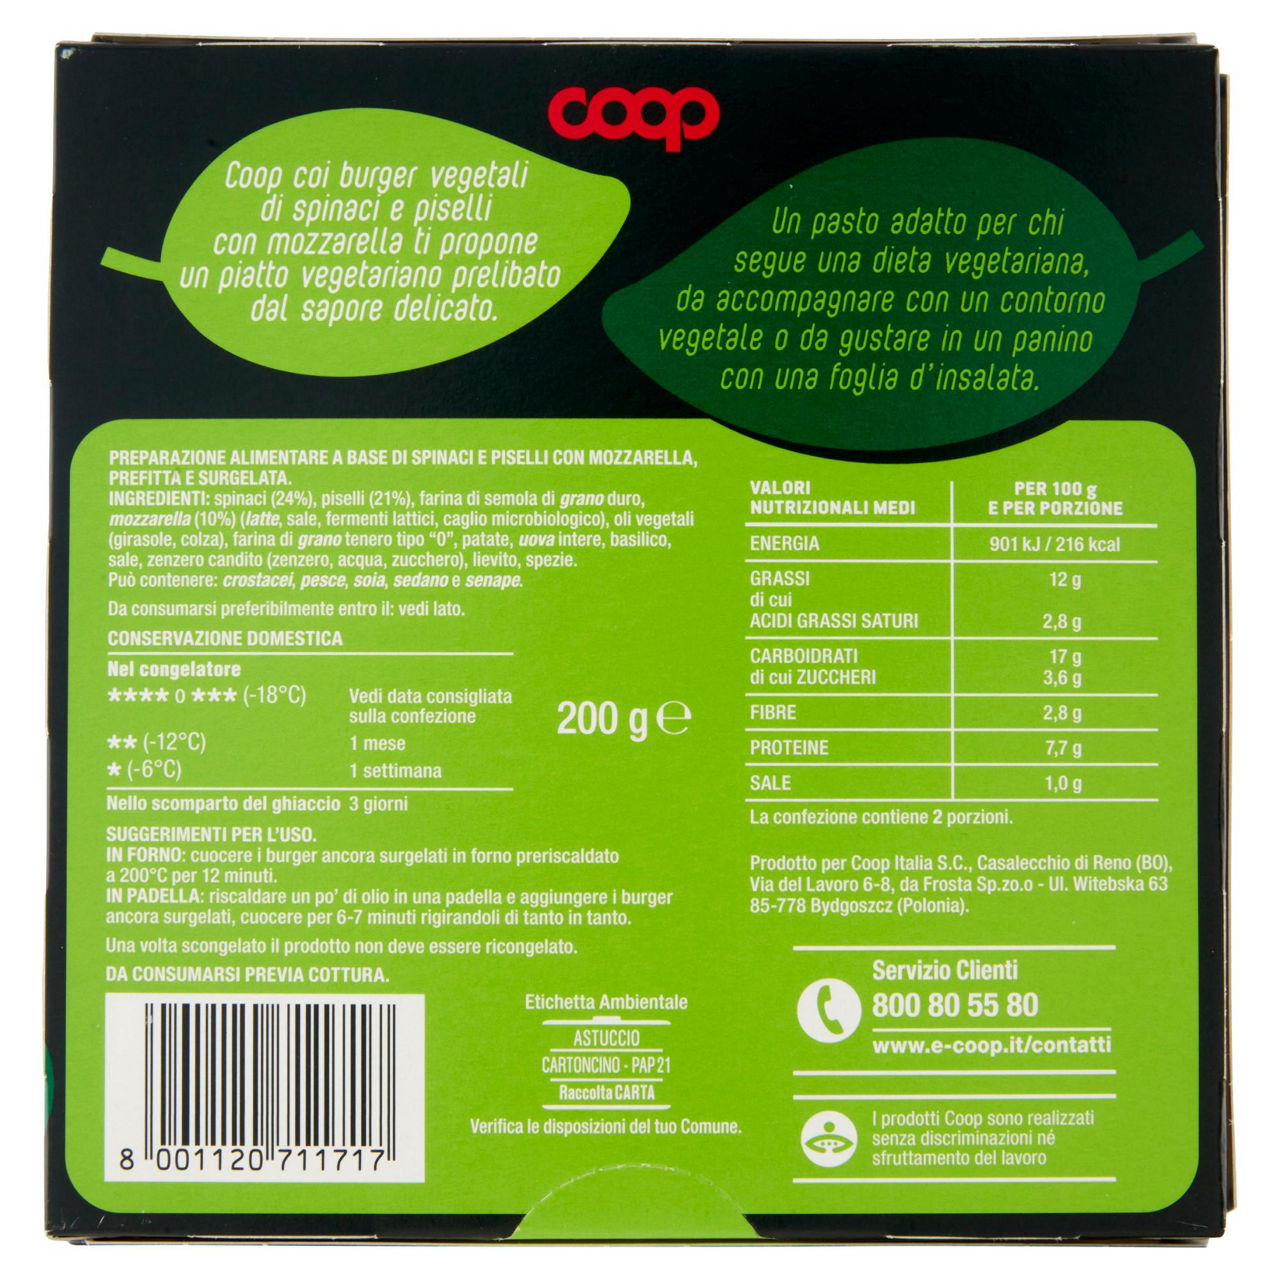 coop
Coop coi burger vegetali
di spinaci e piselli
con mozzarella ti propone
un piatto vegetariano prelibato
dal sapore delicato.
Un pasto adatto per chi
segue una dieta vegetariana,
da accompagnare con un contorno
vegetale o da gustare in un panino
con una foglia d'insalata.
PREPARAZIONE ALIMENTARE A BASE DI SPINACI E PISELLI CON MOZZARELLA,
PREFITTA E SURGELATA.
INGREDIENTI: spinaci (24%), piselli (21%), farina di semola di grano duro,
mozzarella (10%) (latte, sale, fermenti lattici, caglio microbiologico), oli vegetali
(girasole, colza), farina di grano tenero tipo “0”, patate, uova intere, basilico,
sale, zenzero candito (zenzero, acqua, zucchero), lievito, spezie.
Può contenere: crostacei, pesce, soia, sedano e senape.
Da consumarsi preferibilmente entro il: vedi lato.
CONSERVAZIONE DOMESTICA
Nel congelatore
**** o *** (-18°C) Vedi data consigliata
sulla confezione
** (-12°C) 1 mese
* (-6°C) 1 settimana
Nello scomparto del ghiaccio 3 giorni
200 g ℮
SUGGERIMENTI PER L'USO.
IN FORNO: cuocere i burger ancora surgelati in forno preriscaldato
a 200°C per 12 minuti.
IN PADELLA: riscaldare un po' di olio in una padella e aggiungere i burger
ancora surgelati, cuocere per 6-7 minuti rigirandoli di tanto in tanto.
Una volta scongelato il prodotto non deve essere ricongelato.
DA CONSUMARSI PREVIA COTTURA.
8 001120 711717
Etichetta Ambientale
ASTUCCIO
CARTONCINO - PAP 21
Raccolta CARTA
Verifica le disposizioni del tuo Comune.
VALORI
NUTRIZIONALI MEDI
PER 100 g
E PER PORZIONE
ENERGIA 901 kJ / 216 kcal
GRASSI 12 g
di cui
ACIDI GRASSI SATURI 2,8 g
CARBOIDRATI 17 g
di cui ZUCCHERI 3,6 g
FIBRE 2,8 g
PROTEINE 7,7 g
SALE 1,0 g
La confezione contiene 2 porzioni.
Prodotto per Coop Italia S.C., Casalecchio di Reno (BO),
Via del Lavoro 6-8, da Frosta Sp.zo.o - Ul. Witebska 63
85-778 Bydgoszcz (Polonia).
Servizio Clienti
800 80 55 80
www.e-coop.it/contatti
I prodotti Coop sono realizzati
senza discriminazioni né
sfruttamento del lavoro